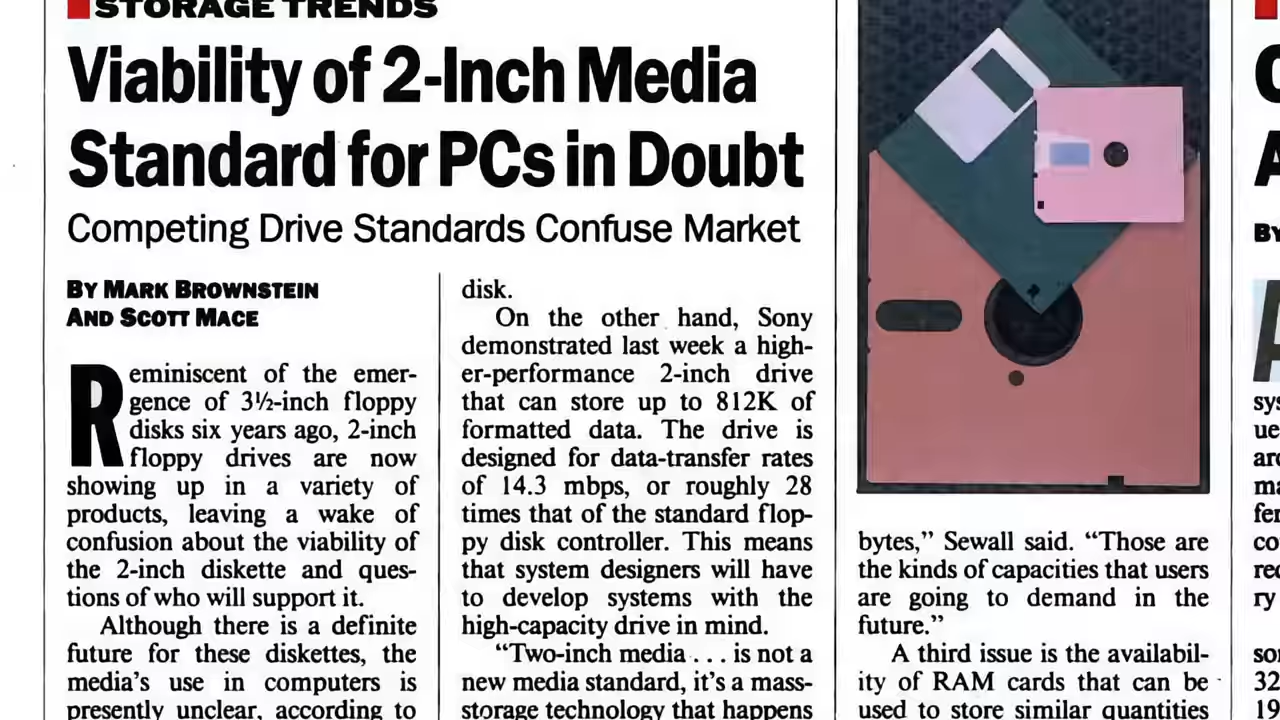 STORAGE TRENDS
Viability of 2-Inch Media
Standard for PCs in Doubt
Competing Drive Standards Confuse Market
BY MARK BROWNSTEIN
AND SCOTT MACE
Reminiscent of the emer-
gence of 3½-inch floppy
disks six years ago, 2-inch
floppy drives are now
showing up in a variety of
products, leaving a wake of
confusion about the viability of
the 2-inch diskette and ques-
tions of who will support it.
Although there is a definite
future for these diskettes, the
media's use in computers is
presently unclear, according to
disk.
On the other hand, Sony
demonstrated last week a high-
er-performance 2-inch drive
that can store up to 812K of
formatted data. The drive is
designed for data-transfer rates
of 14.3 mbps, or roughly 28
times that of the standard flop-
py disk controller. This means
that system designers will have
to develop systems with the
high-capacity drive in mind.
“Two-inch media . . . is not a
new media standard, it's a mass-
storage technology that happens
bytes,” Sewall said. “Those are
the kinds of capacities that users
are going to demand in the
future.”
A third issue is the availabil-
ity of RAM cards that can be
used to store similar quantities
BY